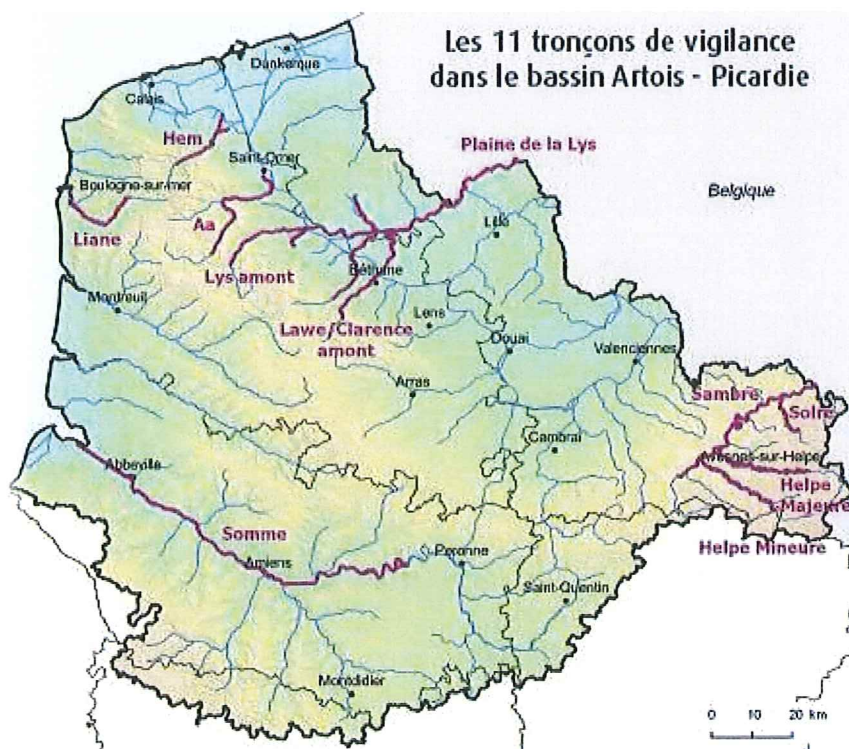 Les 11 tronçons de vigilance
dans le bassin Artois - Picardie
Dunkerque
Calais
Hem
Saint-Omer
Plaine de la Lys
Boulogne-sur-mer
Belgique
Liane
Aa
Lille
Lys amont
Béthune
Montreuil
Lawe/Clarence
amont
Lens
Douai
Valenciennes
Arras
Sambre
Solre
Cambrai
Avesnes-sur-Helpe
Abbeville
Helpe
Majeure
Somme
Helpe Mineure
Amiens
Peronne
Saint-Quentin
Montdidier
0 10 20 km